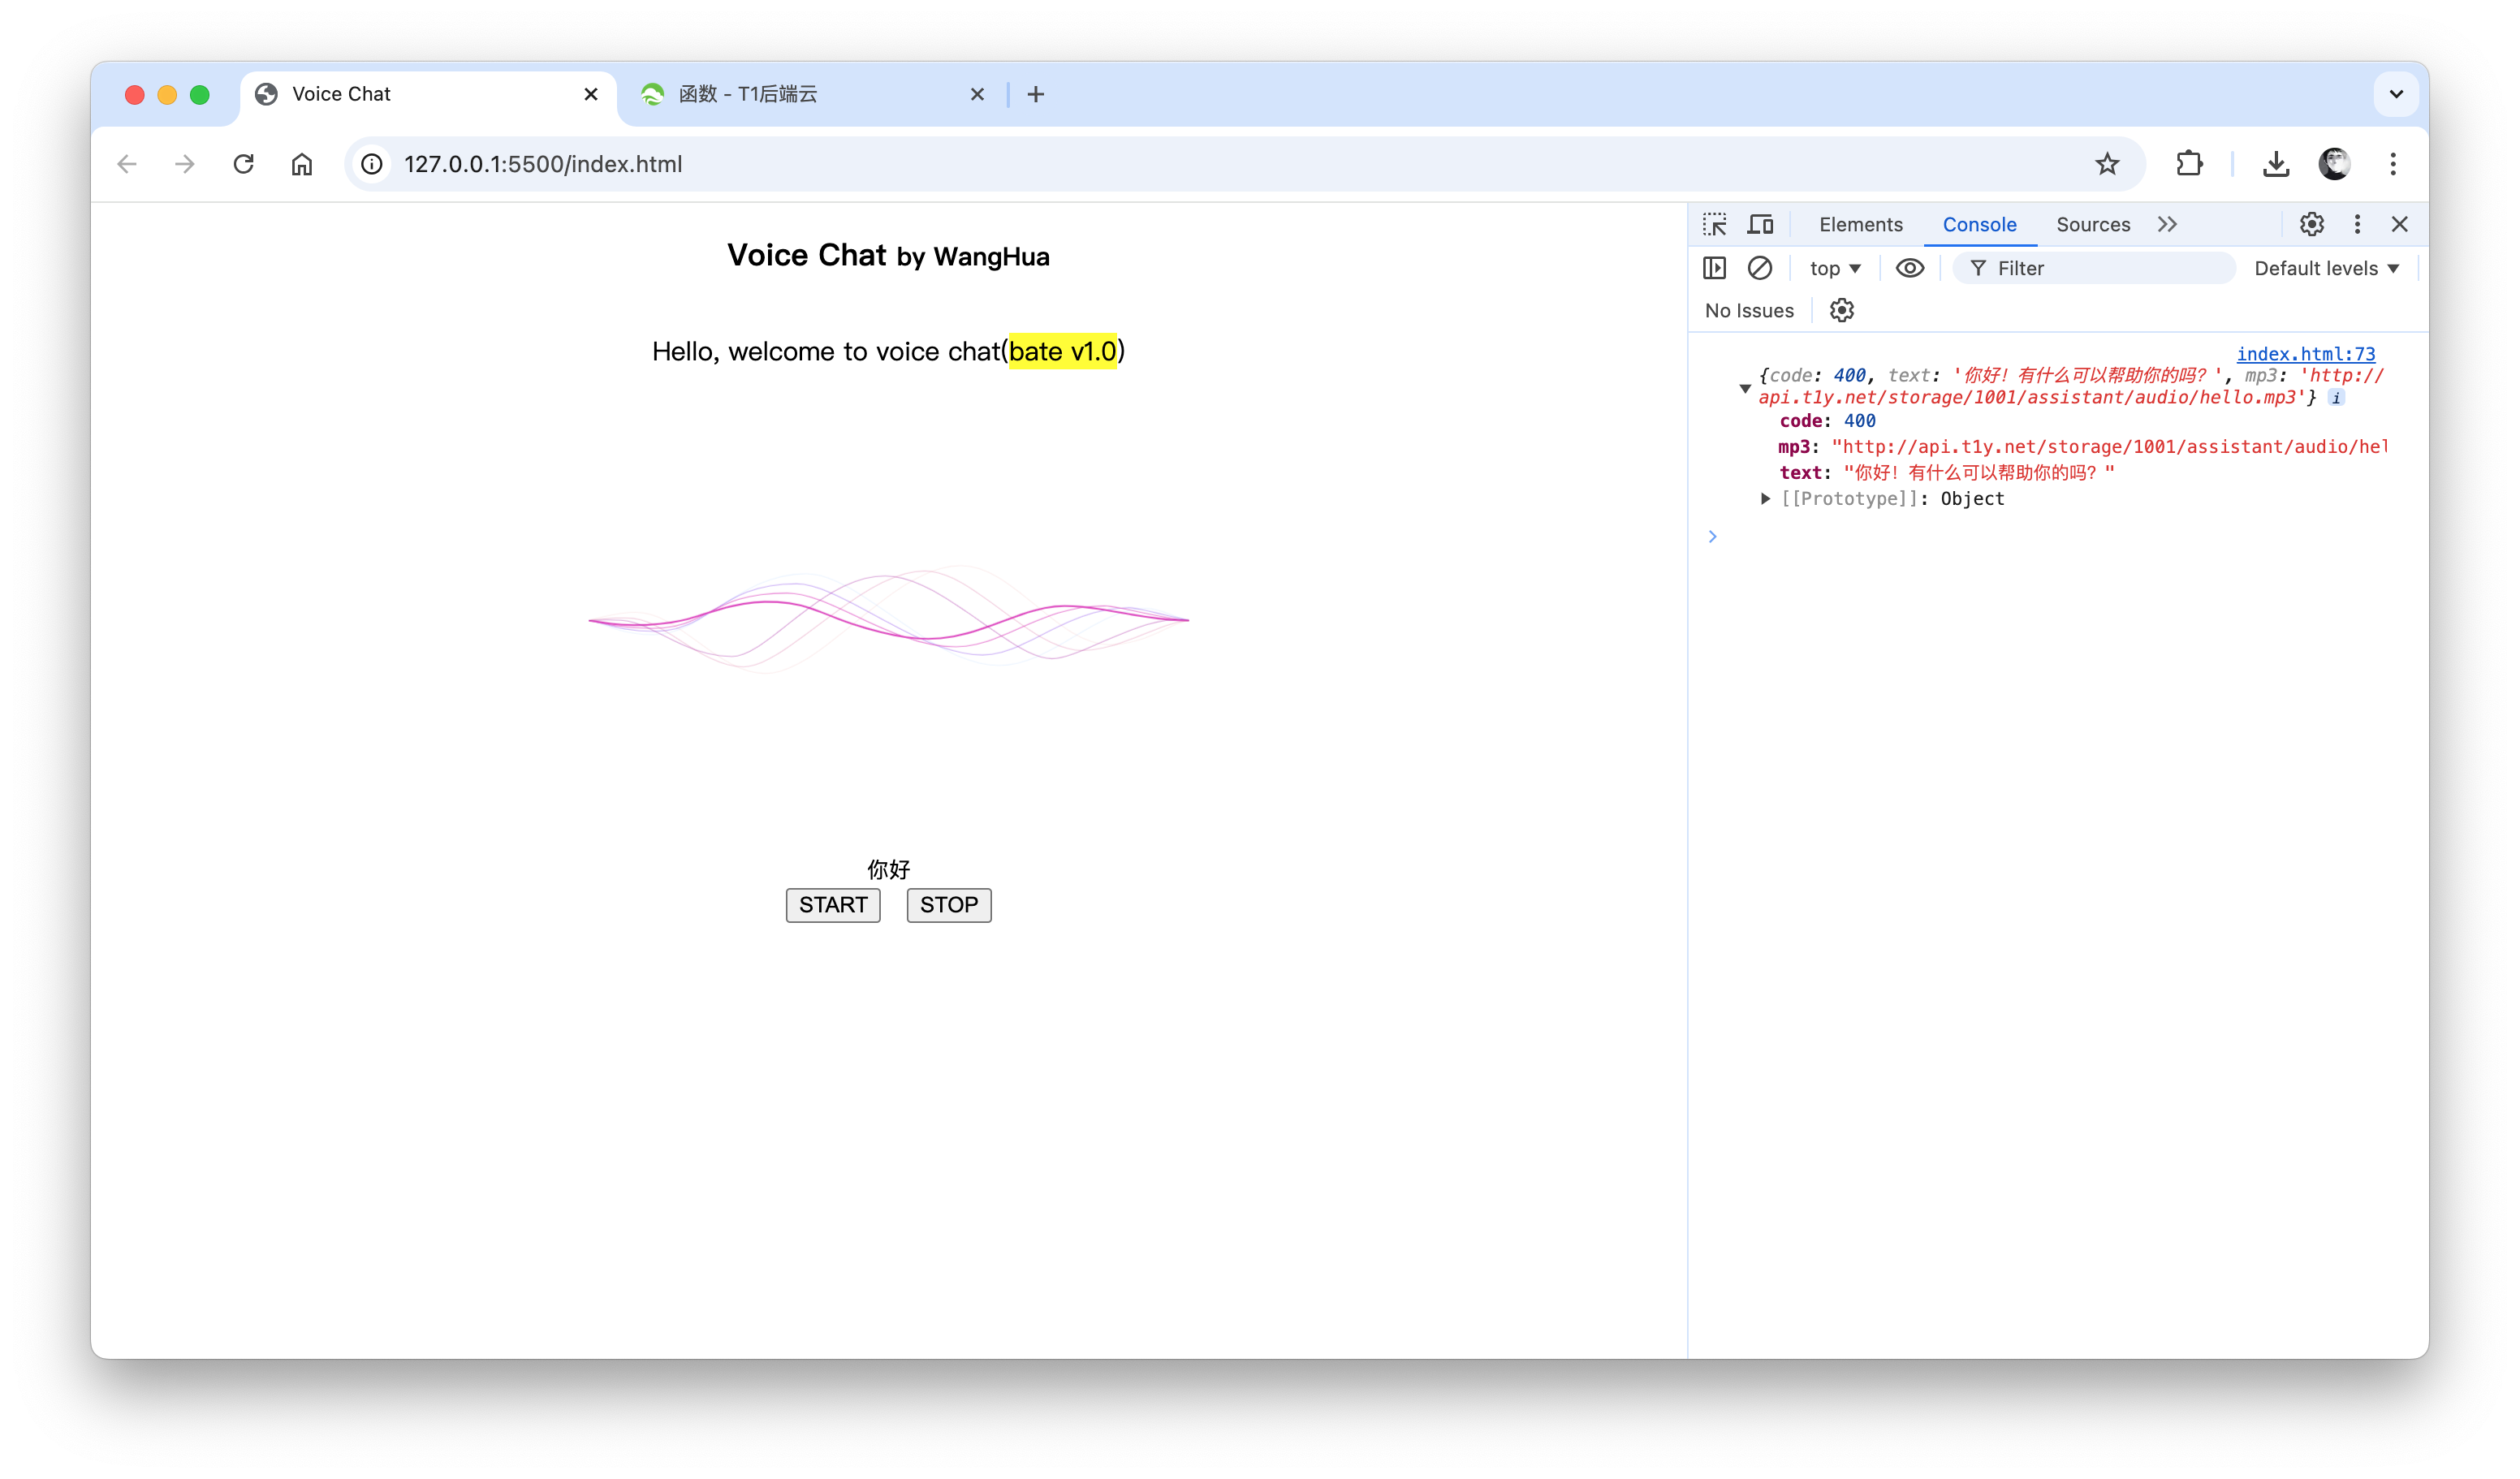 Voice Chat
函数 - T1后端云
127.0.0.1:5500/index.html
Voice Chat by WangHua
Hello, welcome to voice chat(bate v1.0)
你好
START STOP
Elements Console Sources
top Filter Default levels
No Issues
index.html:73
{code: 400, text: '你好！有什么可以帮助你的吗？', mp3: 'http://
api.t1y.net/storage/1001/assistant/audio/hello.mp3'} i
code: 400
mp3: "http://api.t1y.net/storage/1001/assistant/audio/hel
text: "你好！有什么可以帮助你的吗？"
[[Prototype]]: Object